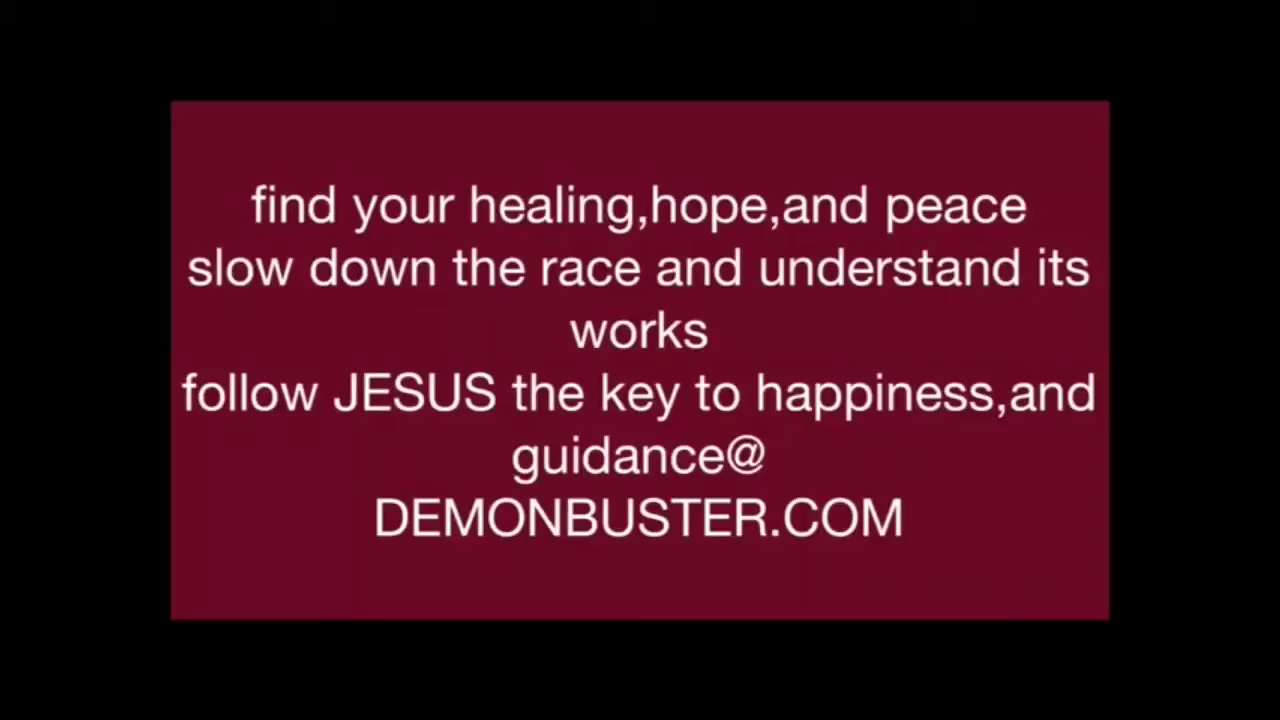 find your healing,hope,and peace
slow down the race and understand its
works
follow JESUS the key to happiness,and
guidance@
DEMONBUSTER.COM